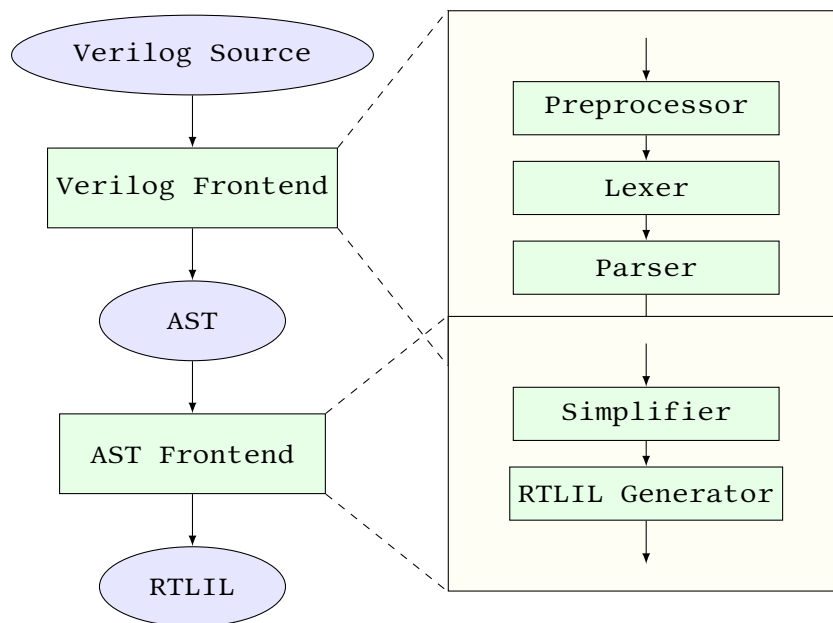 Verilog Source
Verilog Frontend
AST
AST Frontend
RTLIL
Preprocessor
Lexer
Parser
Simplifier
RTLIL Generator